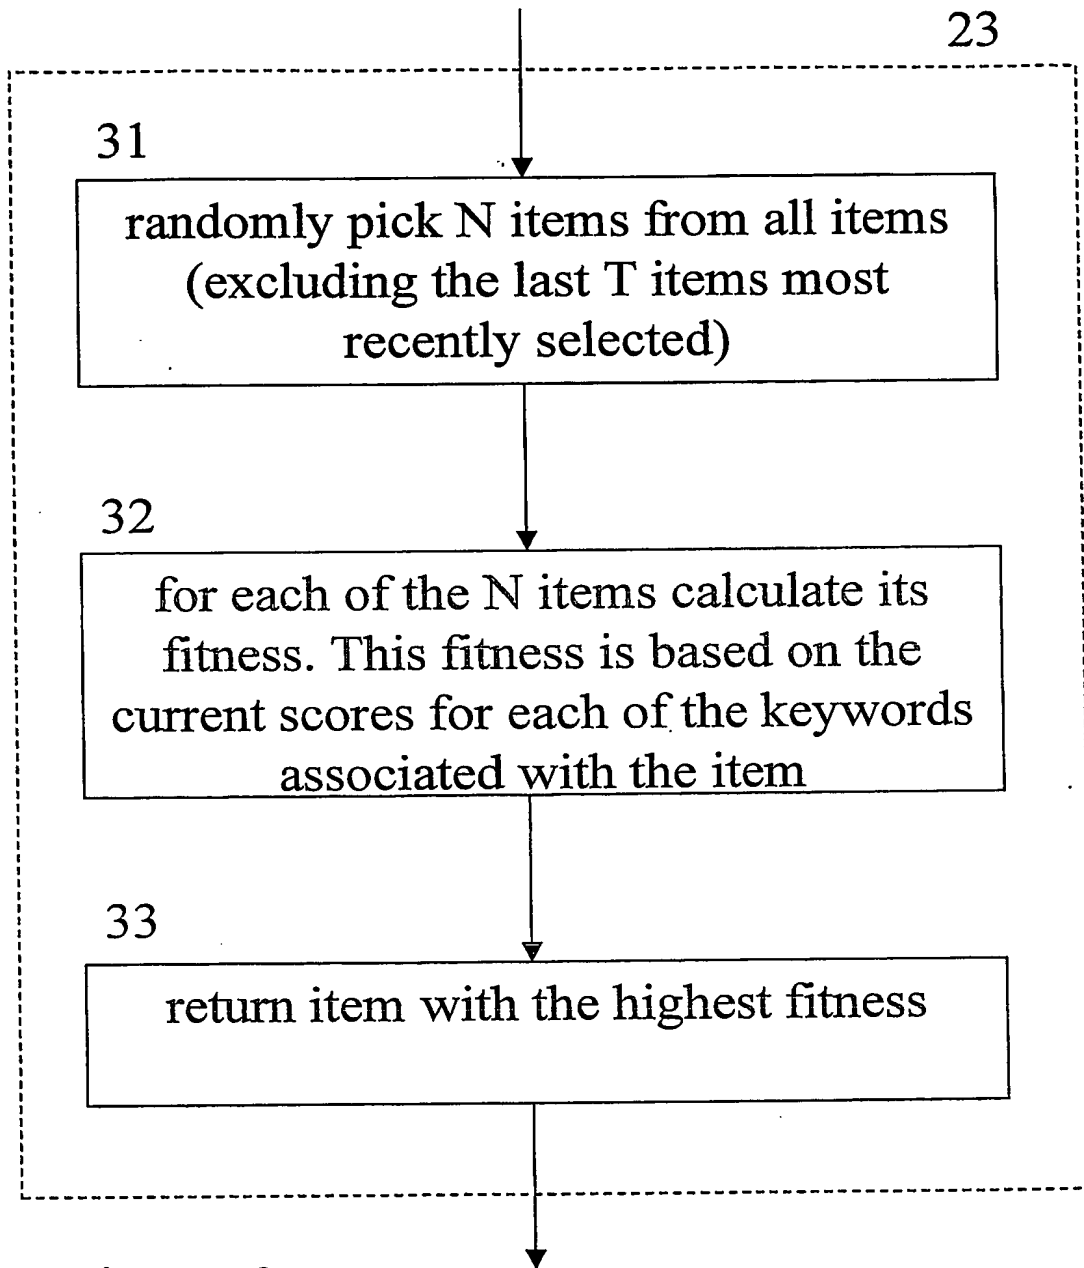 23
31
randomly pick N items from all items
(excluding the last T items most
recently selected)
32
for each of the N items calculate its
fitness. This fitness is based on the
current scores for each of the keywords
associated with the item
33
return item with the highest fitness